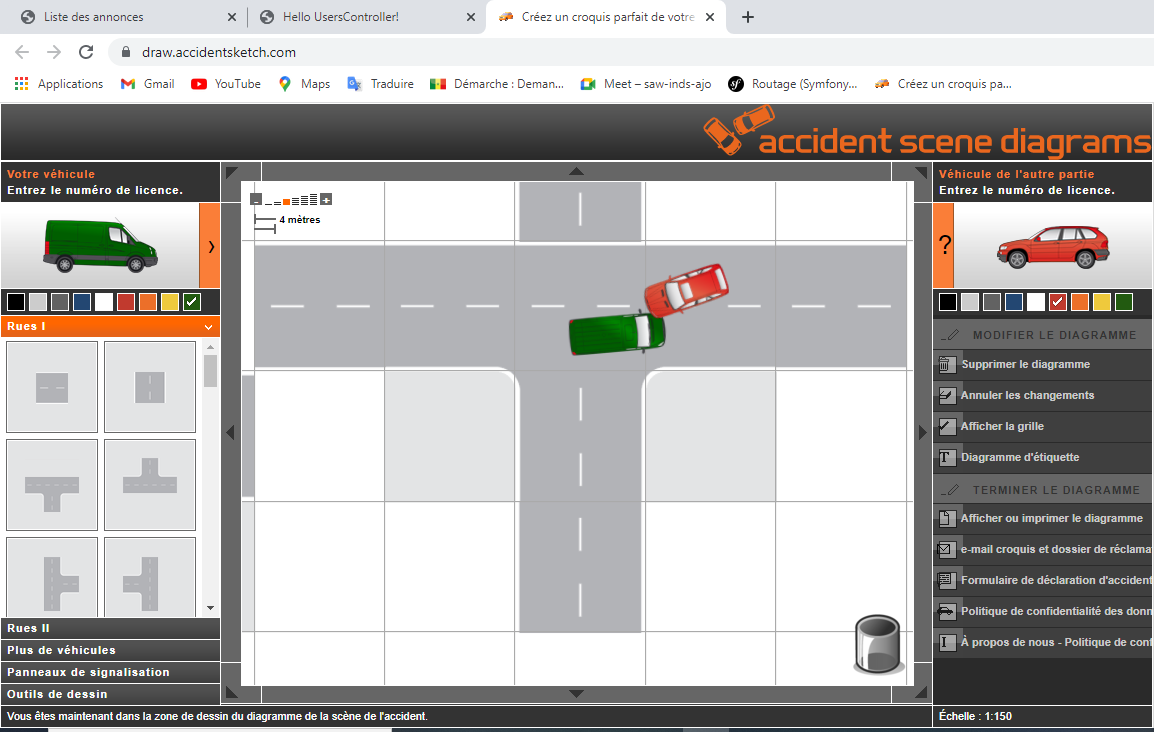 Liste des annonces
Hello UsersController!
Créez un croquis parfait de votre
draw.accidentsketch.com
Applications
Gmail
YouTube
Maps
Traduire
Démarche : Deman...
Meet – saw-inds-ajo
Routage (Symfony...
Créez un croquis pa...
accident scene diagrams
Votre véhicule
Entrez le numéro de licence.
Véhicule de l'autre partie
Entrez le numéro de licence.
4 mètres
?
Rues I
Rues II
Plus de véhicules
Panneaux de signalisation
Outils de dessin
MODIFIER LE DIAGRAMME
Supprimer le diagramme
Annuler les changements
Afficher la grille
Diagramme d'étiquette
TERMINER LE DIAGRAMME
Afficher ou imprimer le diagramme
e-mail croquis et dossier de réclama
Formulaire de déclaration d'accident
Politique de confidentialité des donn
À propos de nous - Politique de conf
Vous êtes maintenant dans la zone de dessin du diagramme de la scène de l'accident.
Échelle : 1:150